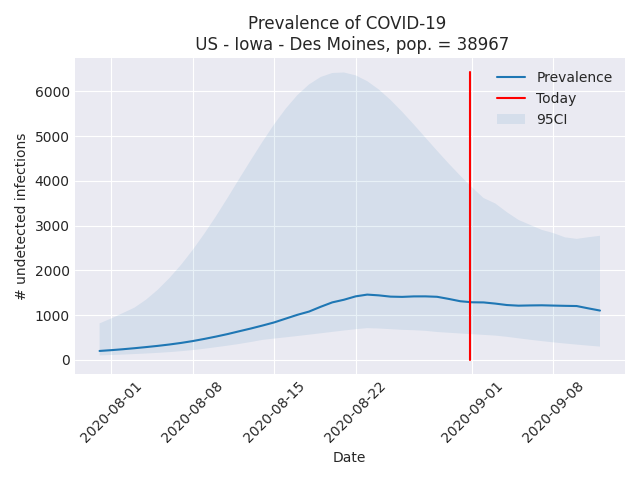 Prevalence of COVID-19
US - Iowa - Des Moines, pop. = 38967
# undetected infections
6000
5000
4000
3000
2000
1000
0
Prevalence
Today
95CI
2020-08-01
2020-08-08
2020-08-15
2020-08-22
2020-09-01
2020-09-08
Date